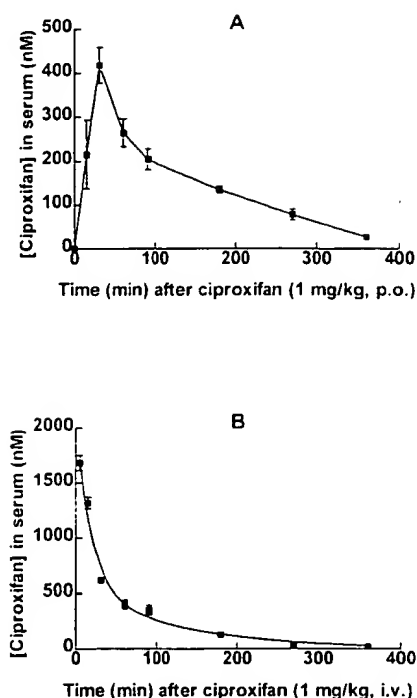 A
[Ciproxifan] in serum (nM)
500
400
300
200
100
0
0 100 200 300 400
Time (min) after ciproxifan (1 mg/kg, p.o.)
B
[Ciproxifan] in serum (nM)
2000
1500
1000
500
0
0 100 200 300 400
Time (min) after ciproxifan (1 mg/kg, i.v.)